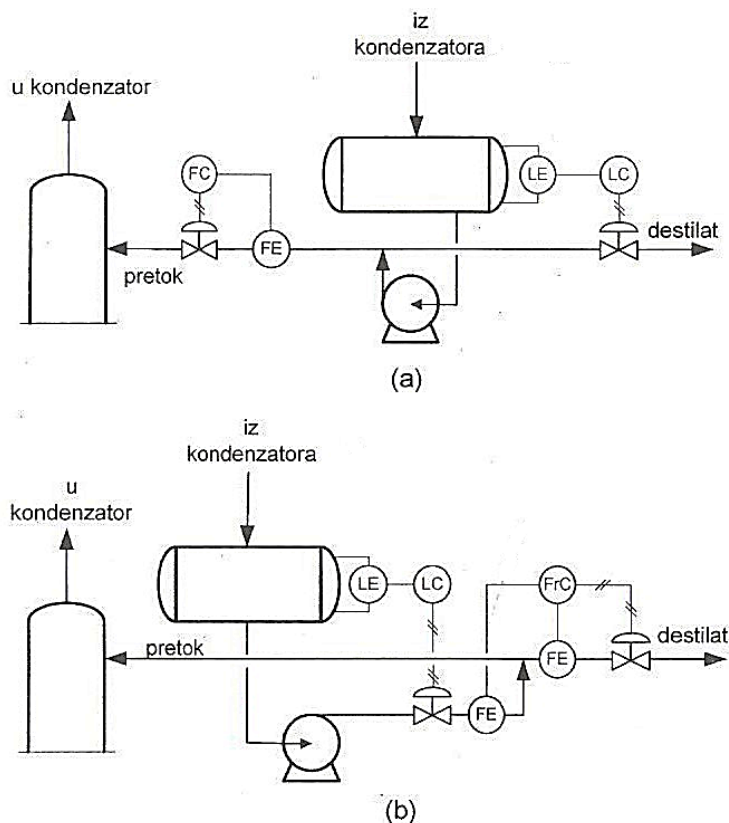 iz
kondenzatora
u kondenzator
FC
LE
LC
FE
destilat
pretok
(a)
iz
kondenzatora
u
kondenzator
LE
LC
FrC
pretok
FE
destilat
FE
(b)